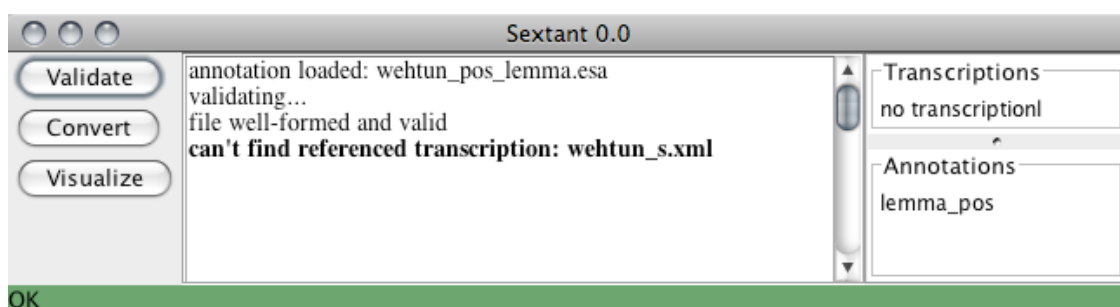 Sextant 0.0
Validate
Convert
Visualize
annotation loaded: wehtun_pos_lemma.esa
validating...
file well-formed and valid
can't find referenced transcription: wehtun_s.xml
Transcriptions
no transcriptionl
Annotations
lemma_pos
OK